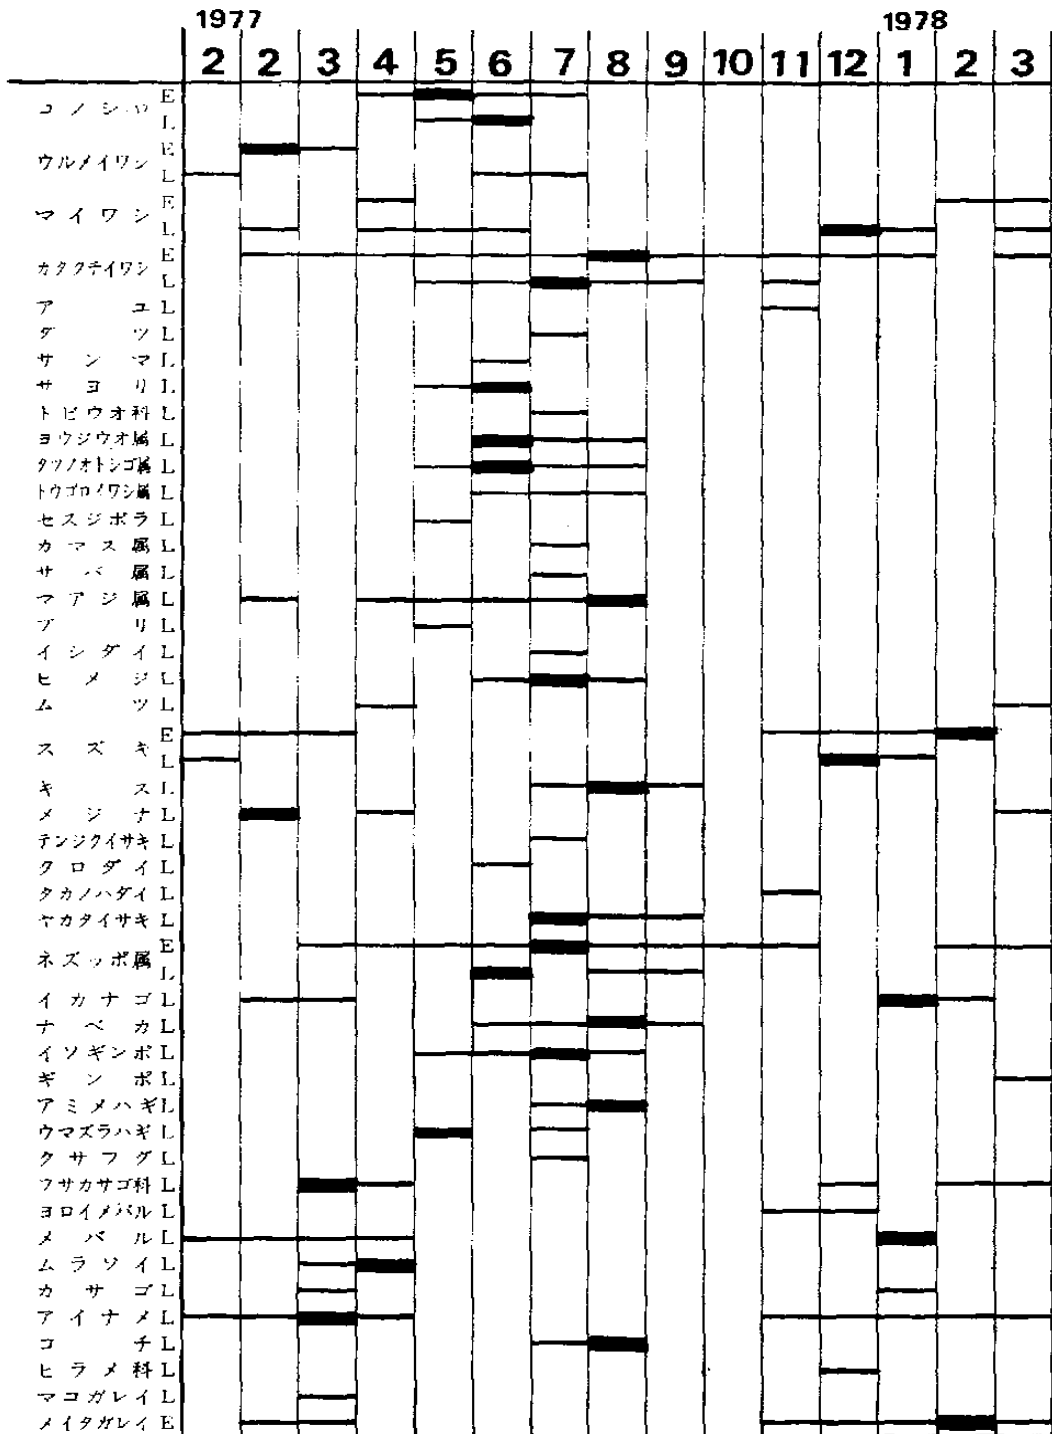 1977 1978
2 2 3 4 5 6 7 8 9 10 11 12 1 2 3
コノシロ E
L
ウルメイワシ E
L
マイワシ E
L
カタクチイワシ E
L
アユ L
ダツ L
サンマ L
サヨリ L
トビウオ科 L
ヨウジウオ属 L
タツノオトシゴ属 L
トウゴロイワシ属 L
セスジボラ L
カマス属 L
サバ属 L
マアジ属 L
ブリ L
イシダイ L
ヒメジ L
ムツ L
スズキ E
L
キス L
メジナ L
テンジクイサキ L
クロダイ L
タカノハダイ L
ヤカタイサキ L
ネズッポ属 E
L
イカナゴ L
ナベカ L
イソギンポ L
ギンポ L
アミメハギ L
ウマズラハギ L
クサフグ L
フサカサゴ科 L
ヨロイメバル L
メバル L
ムラソイ L
カサゴ L
アイナメ L
コチ L
ヒラメ科 L
マコガレイ L
メイタガレイ E